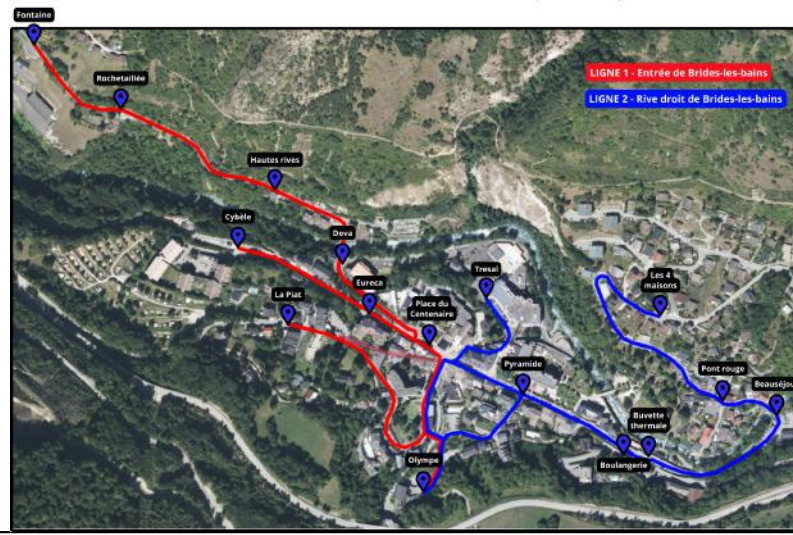 Fontaine
LIGNE 1 - Entrée de Brides-les-bains
Rochetaillée
LIGNE 2 - Rive droit de Brides-les-bains
Hautes rives
Cybèle
Dova
Tresal
Les 4
maisons
Eureca
La Piat
Place du
Centenaire
Pyramide
Pont rouge
Beauséjou
Buvette
thermale
Olympe
Boulangerie